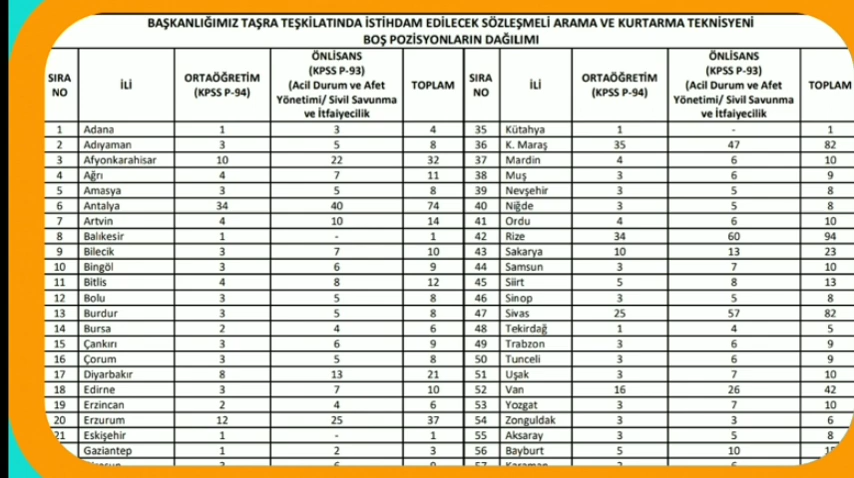 BAŞKANLIĞIMIZ TAŞRA TEŞKİLATINDA İSTİHDAM EDİLECEK SÖZLEŞMELİ ARAMA VE KURTARMA TEKNİSYENİ
BOŞ POZİSYONLARIN DAĞILIMI
SIRA NO İLİ ORTAÖĞRETİM (KPSS P-94) ÖNLİSANS (KPSS P-93) (Acil Durum ve Afet Yönetimi/ Sivil Savunma ve İtfaiyecilik TOPLAM SIRA NO İLİ ORTAÖĞRETİM (KPSS P-94) ÖNLİSANS (KPSS P-93) (Acil Durum ve Afet Yönetimi/ Sivil Savunma ve İtfaiyecilik TOPLAM
1 Adana 1 3 4 35 Kütahya 1 - 1
2 Adıyaman 3 5 8 36 K. Maraş 35 47 82
3 Afyonkarahisar 10 22 32 37 Mardin 4 6 10
4 Ağrı 4 7 11 38 Muş 3 6 9
5 Amasya 3 5 8 39 Nevşehir 3 5 8
6 Antalya 34 40 74 40 Niğde 3 5 8
7 Artvin 4 10 14 41 Ordu 4 6 10
8 Balıkesir 1 - 1 42 Rize 34 60 94
9 Bilecik 3 7 10 43 Sakarya 10 13 23
10 Bingöl 3 6 9 44 Samsun 3 7 10
11 Bitlis 4 8 12 45 Siirt 5 8 13
12 Bolu 3 5 8 46 Sinop 3 5 8
13 Burdur 3 5 8 47 Sivas 25 57 82
14 Bursa 2 4 6 48 Tekirdağ 1 4 5
15 Çankırı 3 6 9 49 Trabzon 3 6 9
16 Çorum 3 5 8 50 Tunceli 3 6 9
17 Diyarbakır 8 13 21 51 Uşak 3 7 10
18 Edirne 3 7 10 52 Van 16 26 42
19 Erzincan 2 4 6 53 Yozgat 3 7 10
20 Erzurum 12 25 37 54 Zonguldak 3 3 6
21 Eskişehir 1 - 1 55 Aksaray 3 5 8
Gaziantep 1 2 3 56 Bayburt 5 10